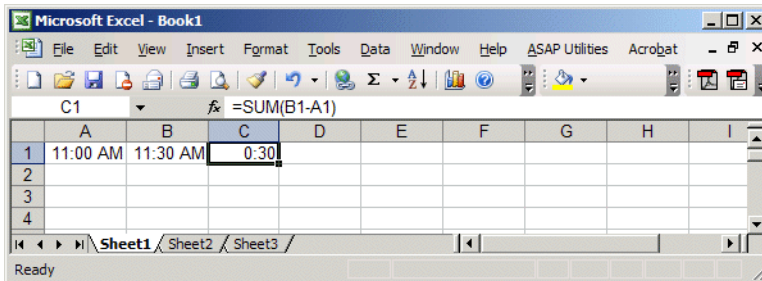 Microsoft Excel - Book1
File Edit View Insert Format Tools Data Window Help ASAP Utilities Acrobat
C1 fx =SUM(B1-A1)
A B C D E F G H I
1 11:00 AM 11:30 AM 0:30
2
3
4
Sheet1 Sheet2 Sheet3
Ready